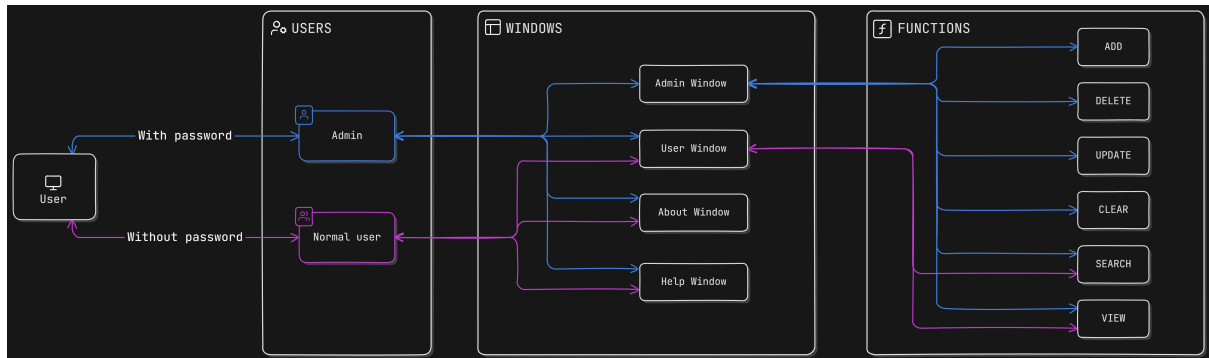 USERS
WINDOWS
FUNCTIONS
ADD
Admin Window
DELETE
With password
Admin
User Window
UPDATE
User
About Window
CLEAR
Without password
Normal user
SEARCH
Help Window
VIEW